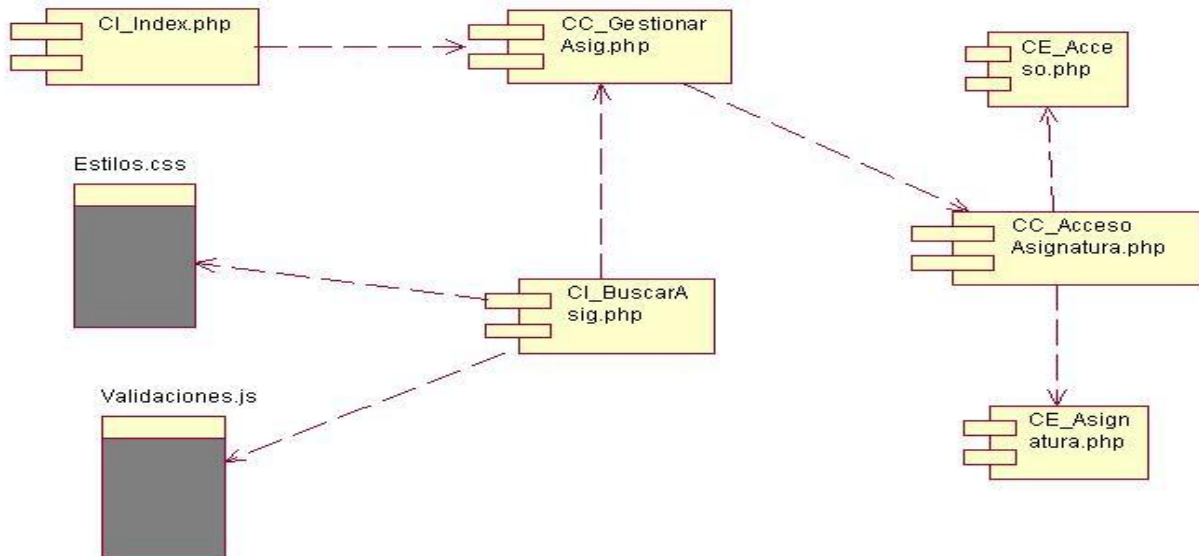 CI_Index.php
CC_Gestionar
Asig.php
CE_Acce
so.php
Estilos.css
CC_Acceso
Asignatura.php
CI_BuscarA
sig.php
Validaciones.js
CE_Asign
atura.php